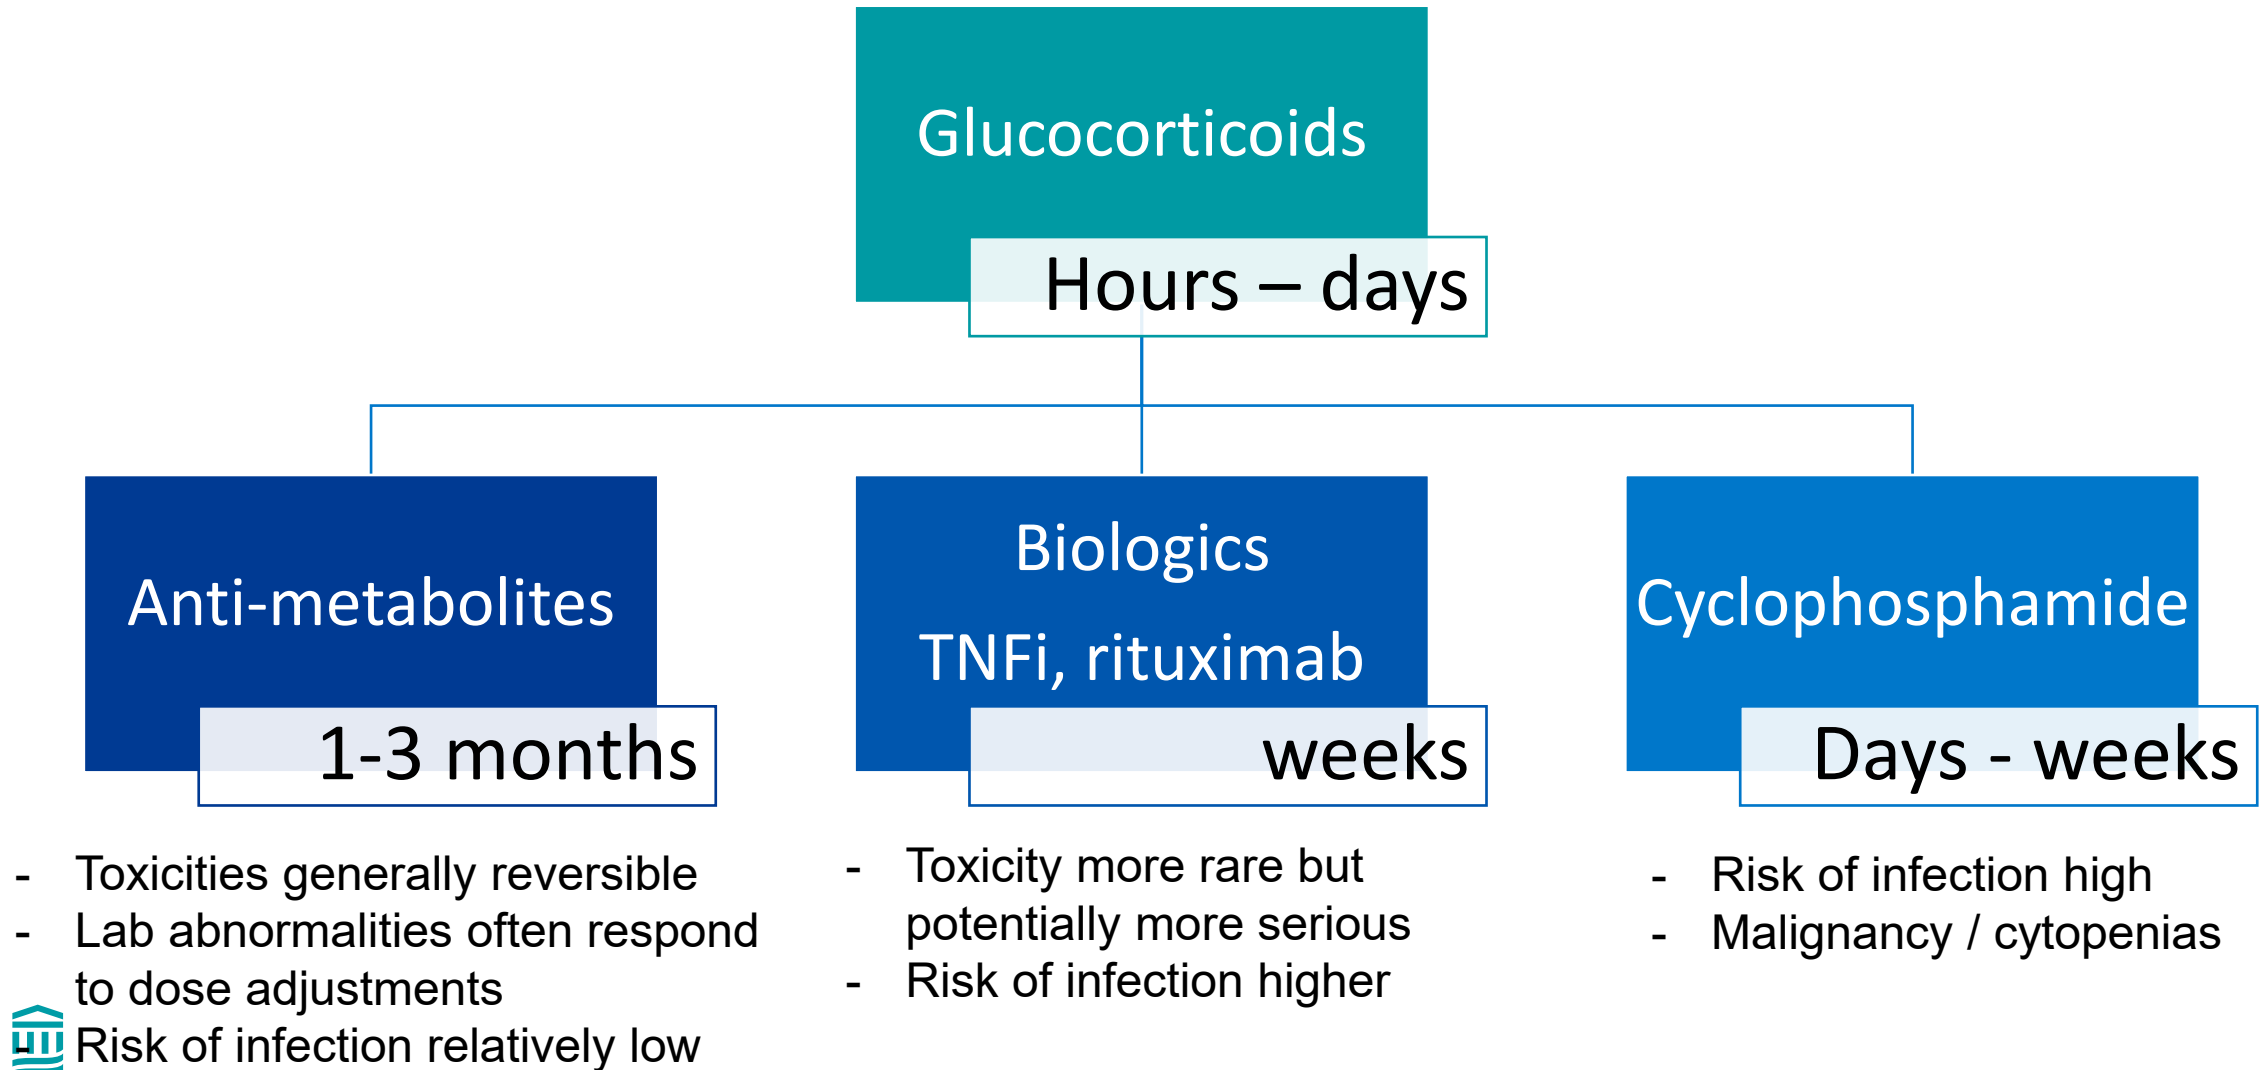 Glucocorticoids
Hours – days
Anti-metabolites
1-3 months
Biologics
TNFi, rituximab
weeks
Cyclophosphamide
Days - weeks
- Toxicities generally reversible
- Lab abnormalities often respond
to dose adjustments
- Risk of infection relatively low
- Toxicity more rare but
potentially more serious
- Risk of infection higher
- Risk of infection high
- Malignancy / cytopenias